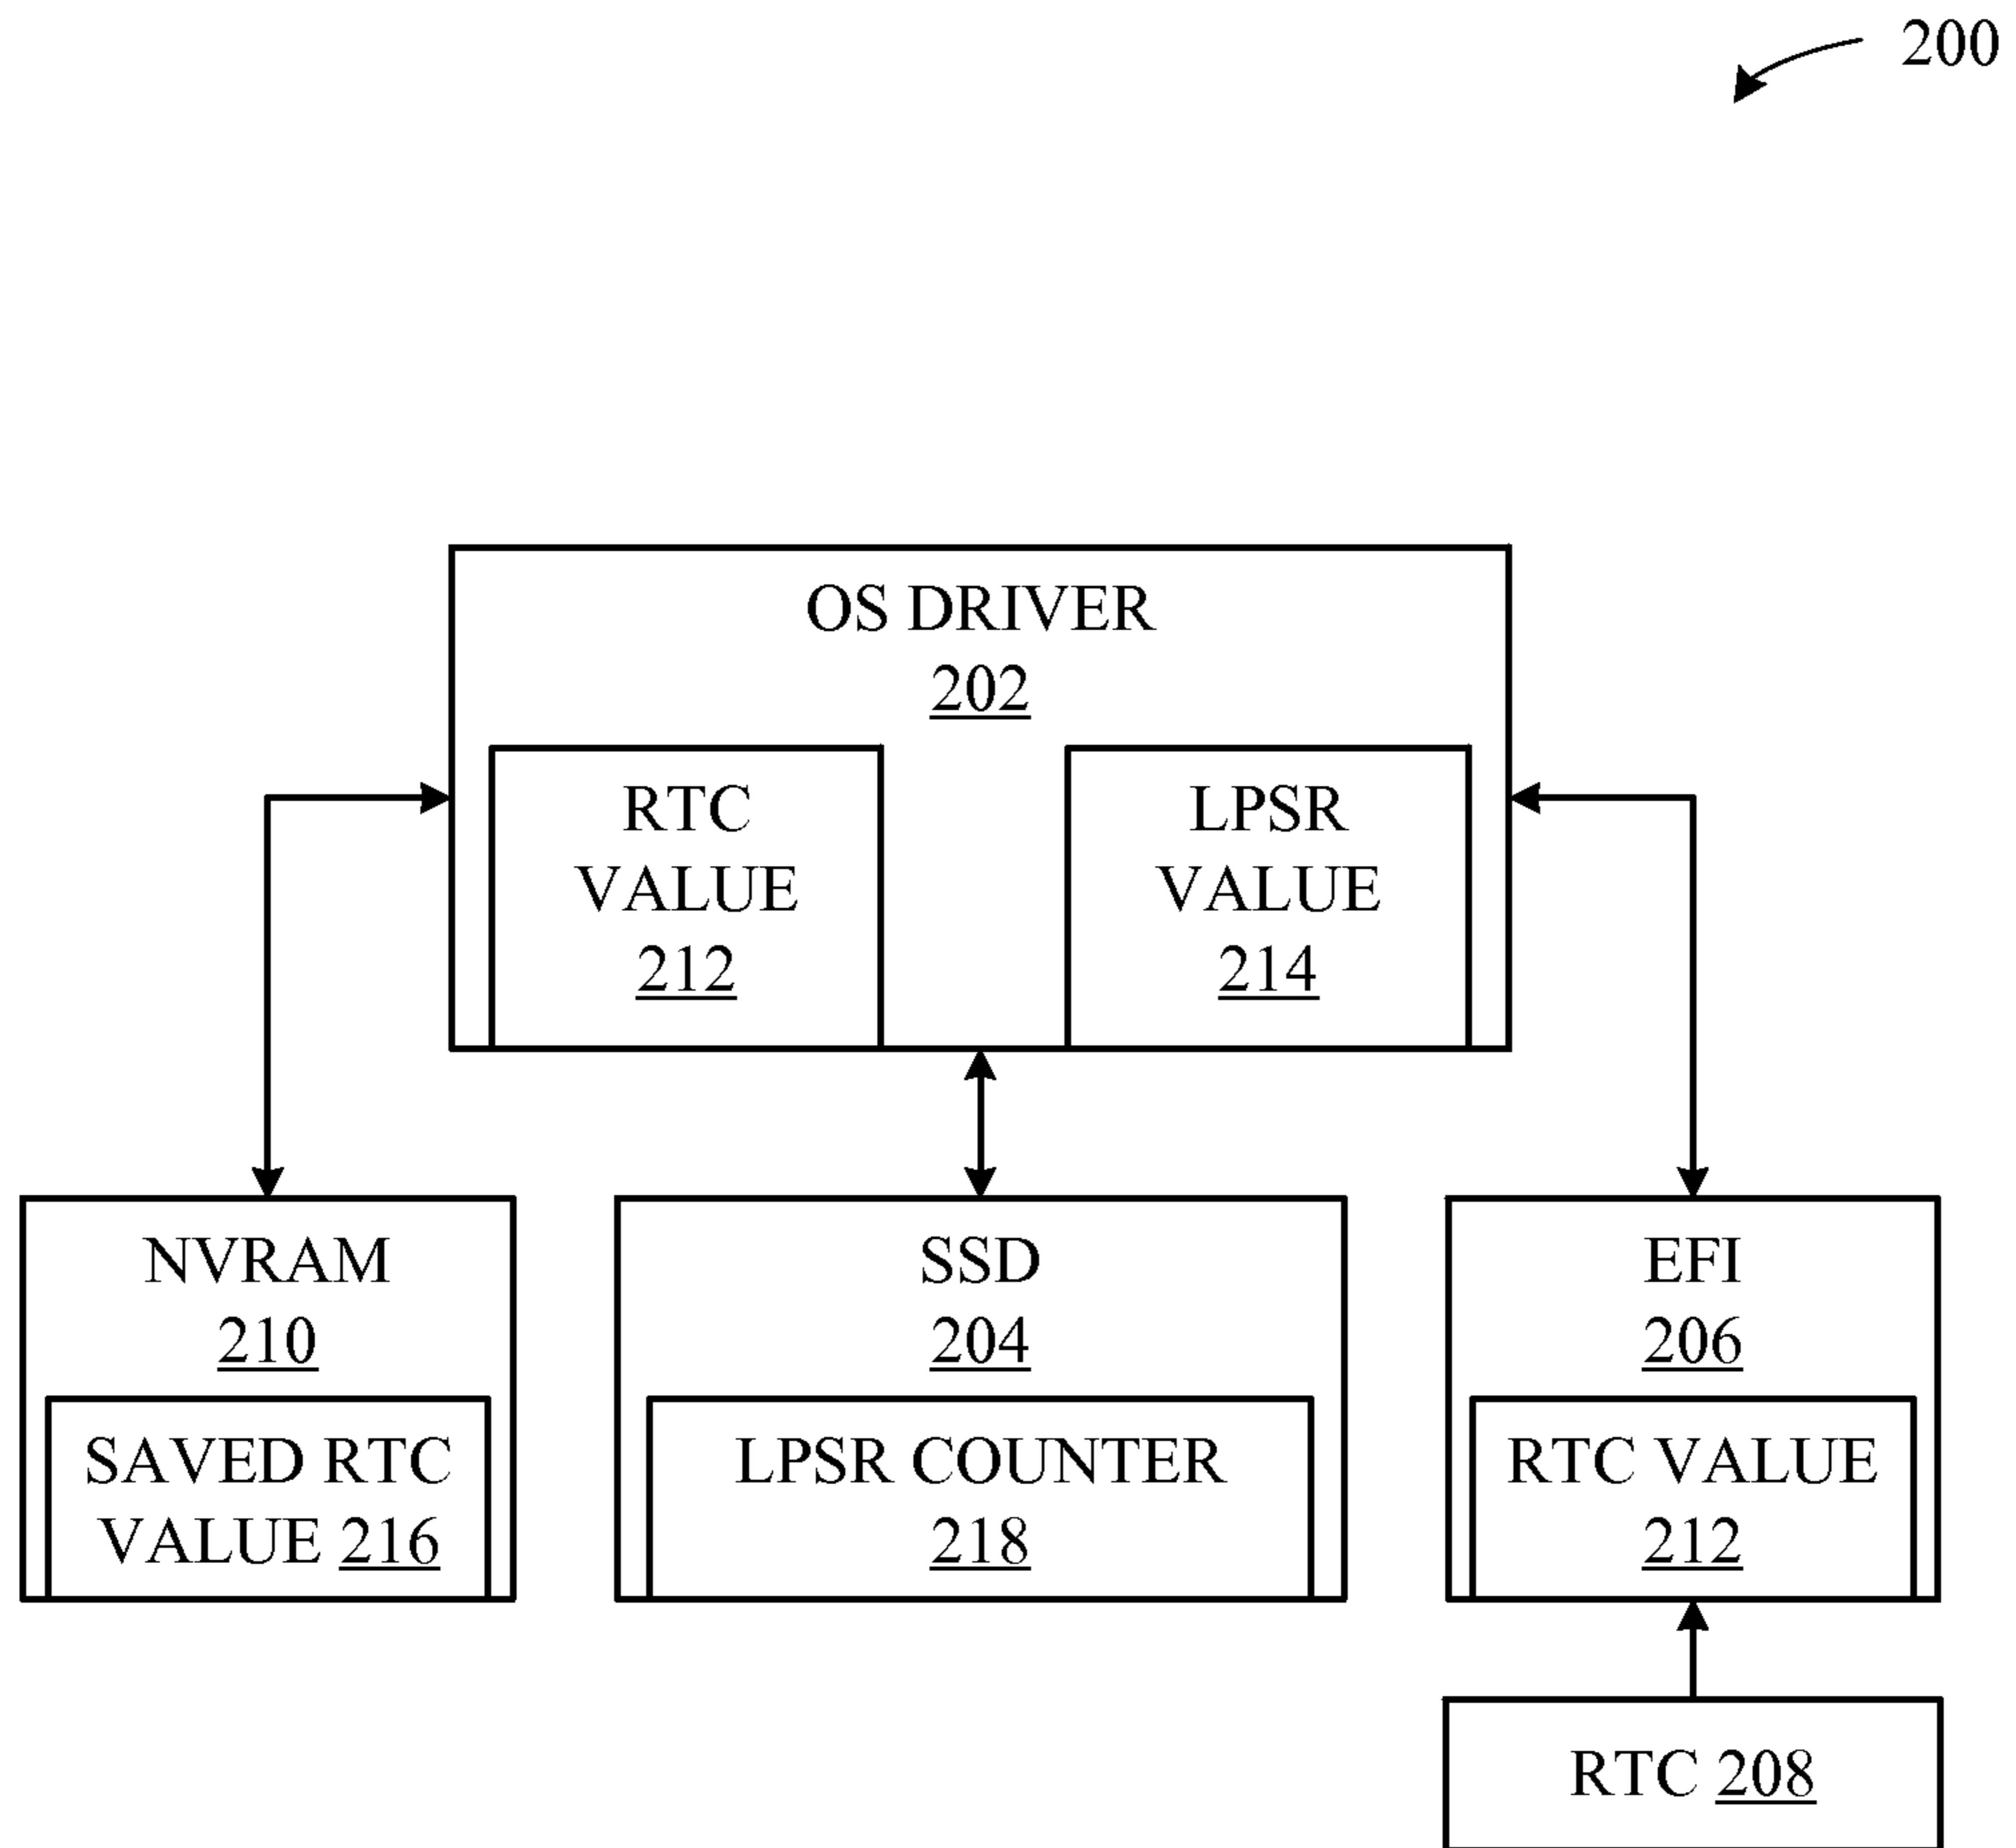 200
OS DRIVER
202
RTC
VALUE
212
LPSR
VALUE
214
NVRAM
210
SAVED RTC
VALUE 216
SSD
204
LPSR COUNTER
218
EFI
206
RTC VALUE
212
RTC 208